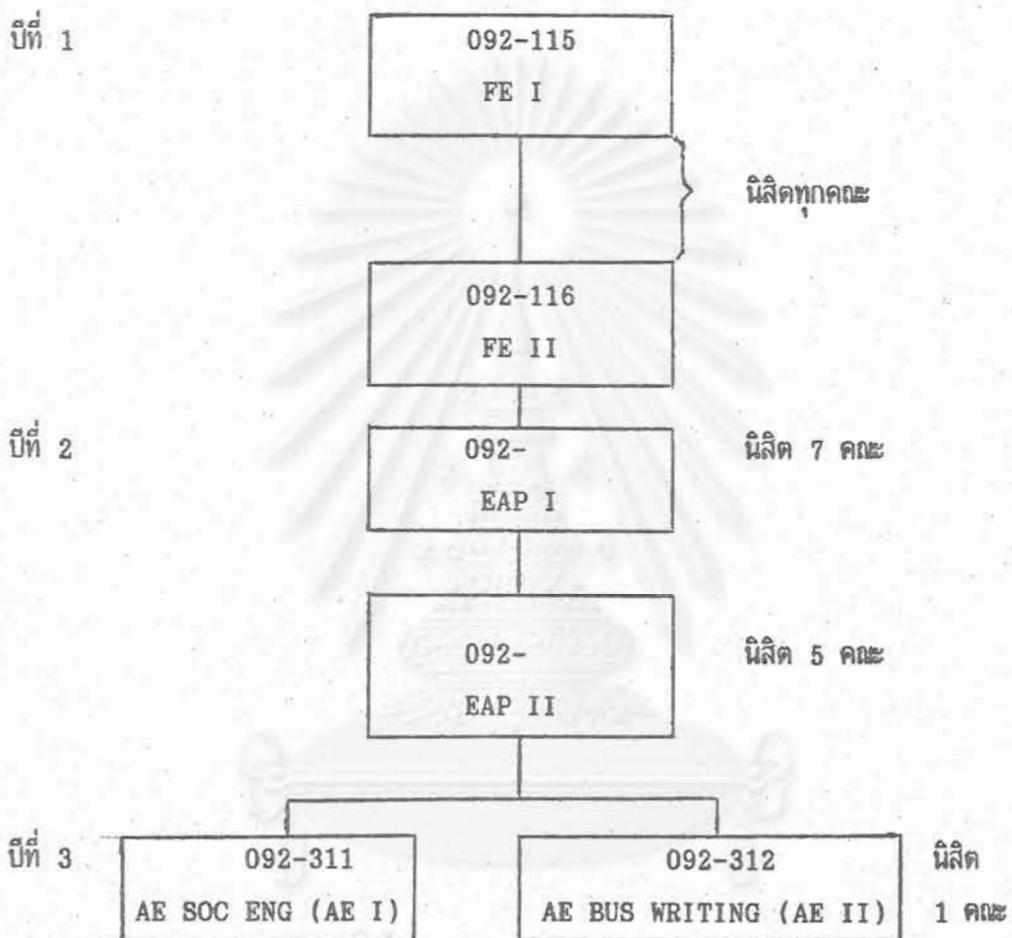 ปีที่ 1
092-115
FE I
นิสิตทุกคณะ
092-116
FE II
ปีที่ 2
092-
EAP I
นิสิต 7 คณะ
092-
EAP II
นิสิต 5 คณะ
ปีที่ 3
092-311
AE SOC ENG (AE I)
092-312
AE BUS WRITING (AE II)
นิสิต
1 คณะ